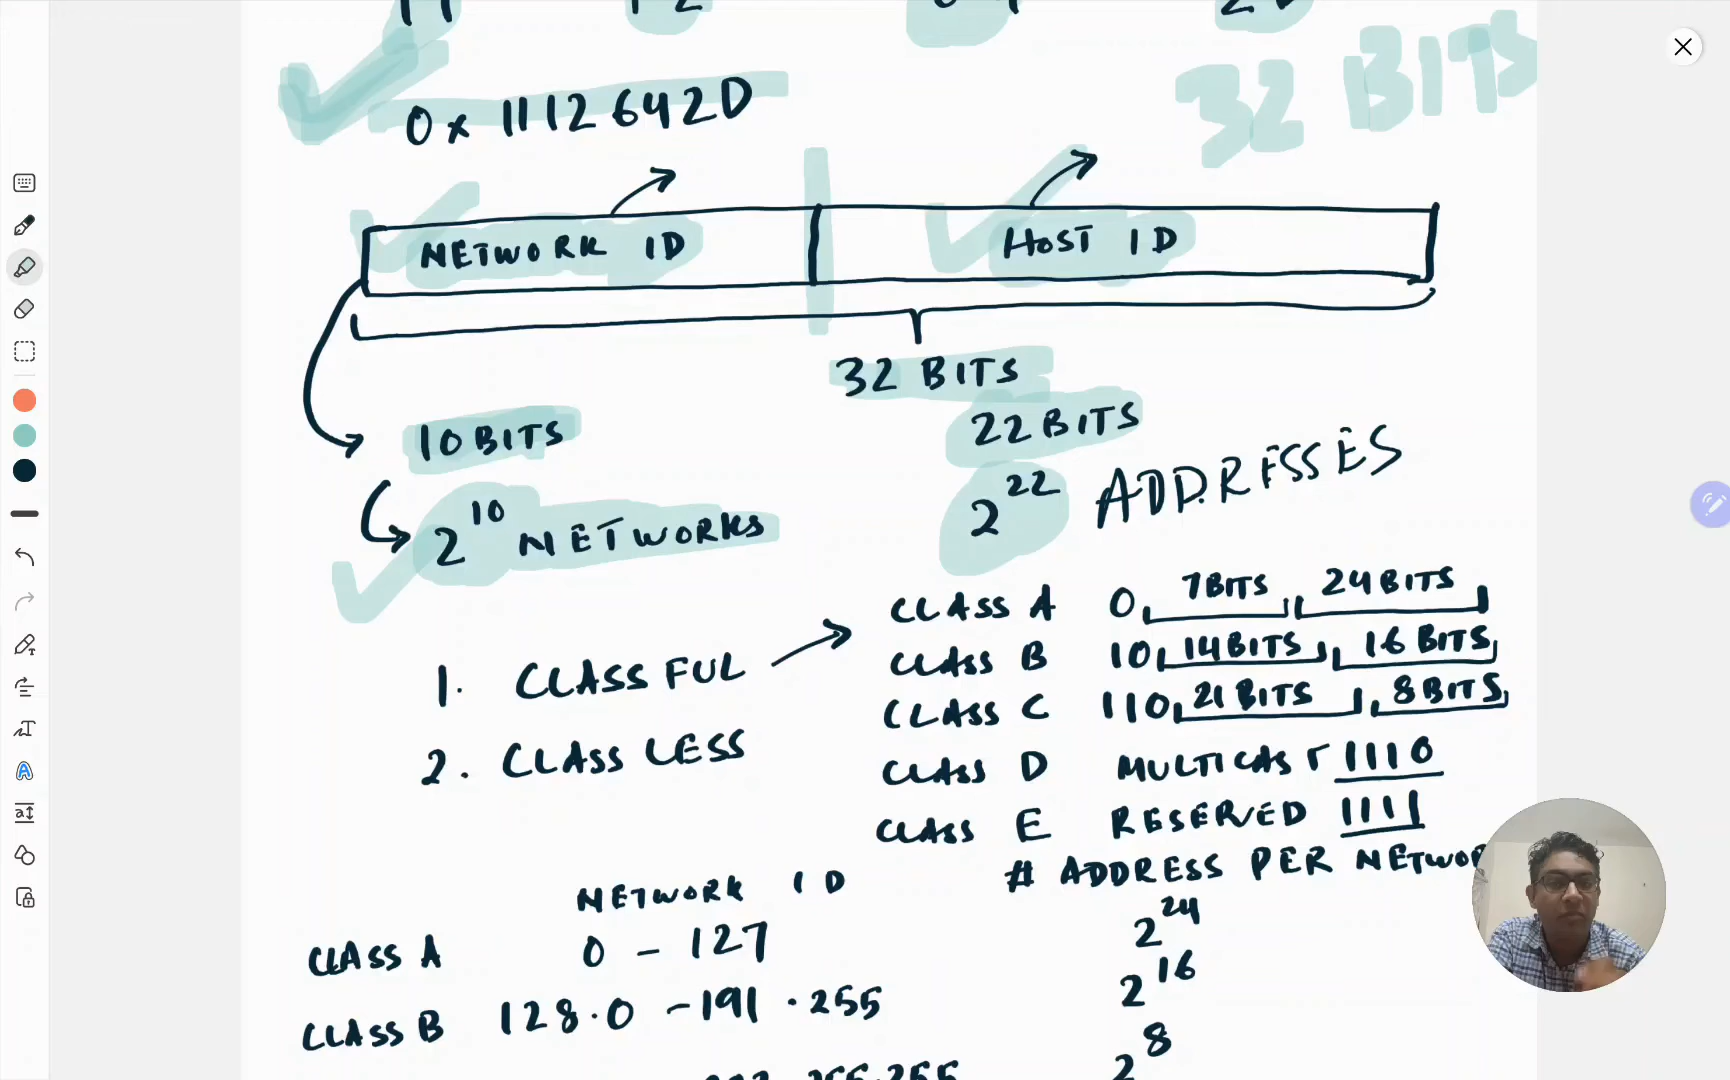 32 BITS
0x 1112642D
NETWORK ID
HOST ID
32 BITS
10 BITS
22 BITS
2^10 NETWORKS
2^22 ADDRESSES
CLASS A 0, 7 BITS, 24 BITS
1. CLASS FUL
CLASS B 10, 14 BITS, 16 BITS
CLASS C 110, 21 BITS, 8 BITS
2. CLASS LESS
CLASS D MULTICAST 1110
CLASS E RESERVED 1111
NETWORK ID
# ADDRESS PER NETWOR
CLASS A 0 - 127
2^24
CLASS B 128.0 - 191.255
2^16
2^8